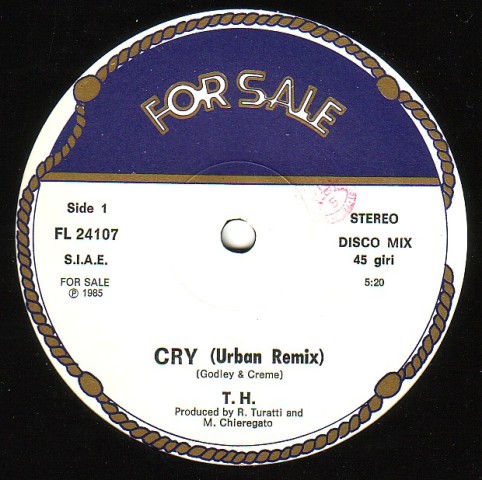 FOR SALE
Side 1
FL 24107
S.I.A.E.
FOR SALE
℗ 1985
STEREO
DISCO MIX
45 giri
5:20
CRY (Urban Remix)
(Godley & Creme)
T. H.
Produced by R. Turatti and
M. Chieregato